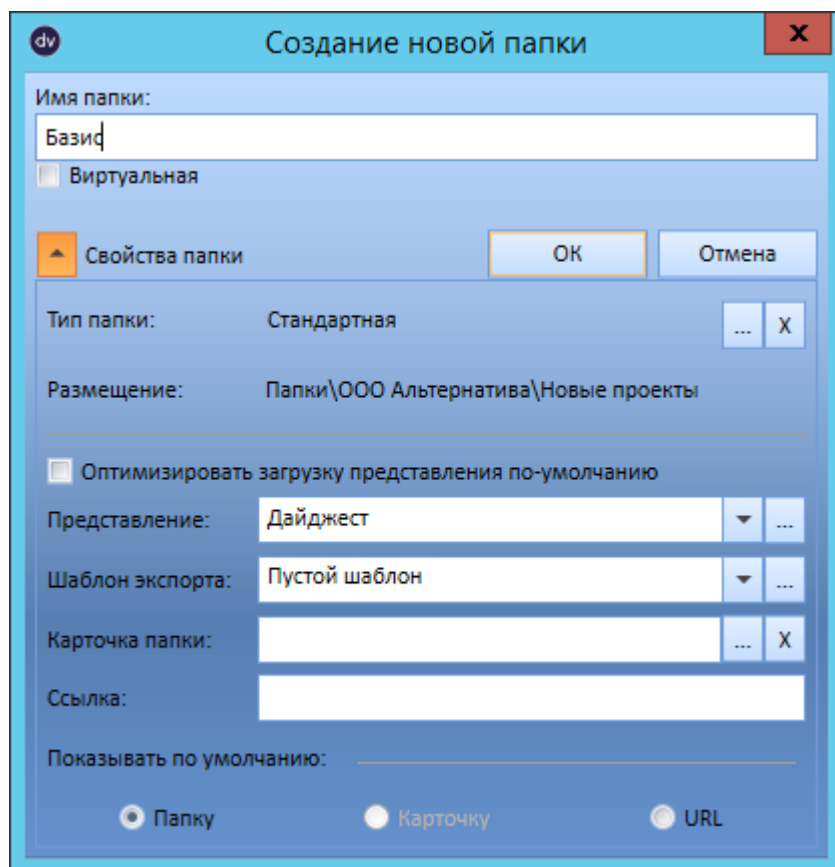 dv
Создание новой папки
x
Имя папки:
Базис
Виртуальная
Свойства папки
ОК
Отмена
Тип папки:
Стандартная
...
X
Размещение:
Папки\ООО Альтернатива\Новые проекты
Оптимизировать загрузку представления по-умолчанию
Представление:
Дайджест
...
Шаблон экспорта:
Пустой шаблон
...
Карточка папки:
...
X
Ссылка:
Показывать по умолчанию:
Папку
Карточку
URL